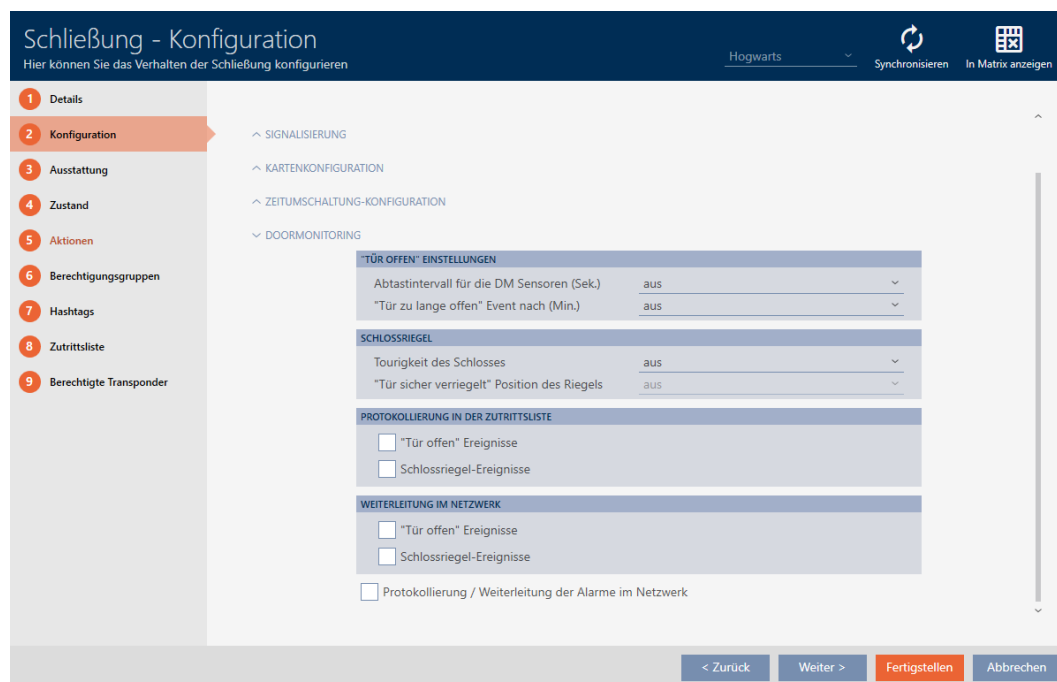 Schließung - Konfiguration
Hier können Sie das Verhalten der Schließung konfigurieren
Hogwarts
Synchronisieren
In Matrix anzeigen
1 Details
2 Konfiguration
3 Ausstattung
4 Zustand
5 Aktionen
6 Berechtigungsgruppen
7 Hashtags
8 Zutrittsliste
9 Berechtigte Transponder
SIGNALISIERUNG
KARTENKONFIGURATION
ZEITUMSCHALTUNG-KONFIGURATION
DOORMONITORING
"TÜR OFFEN" EINSTELLUNGEN
Abtastintervall für die DM Sensoren (Sek.) aus
"Tür zu lange offen" Event nach (Min.) aus
SCHLOSSRIEGEL
Tourigkeit des Schlosses aus
"Tür sicher verriegelt" Position des Riegels aus
PROTOKOLLIERUNG IN DER ZUTRITTSLISTE
"Tür offen" Ereignisse
Schlossriegel-Ereignisse
WEITERLEITUNG IM NETZWERK
"Tür offen" Ereignisse
Schlossriegel-Ereignisse
Protokollierung / Weiterleitung der Alarme im Netzwerk
< Zurück
Weiter >
Fertigstellen
Abbrechen